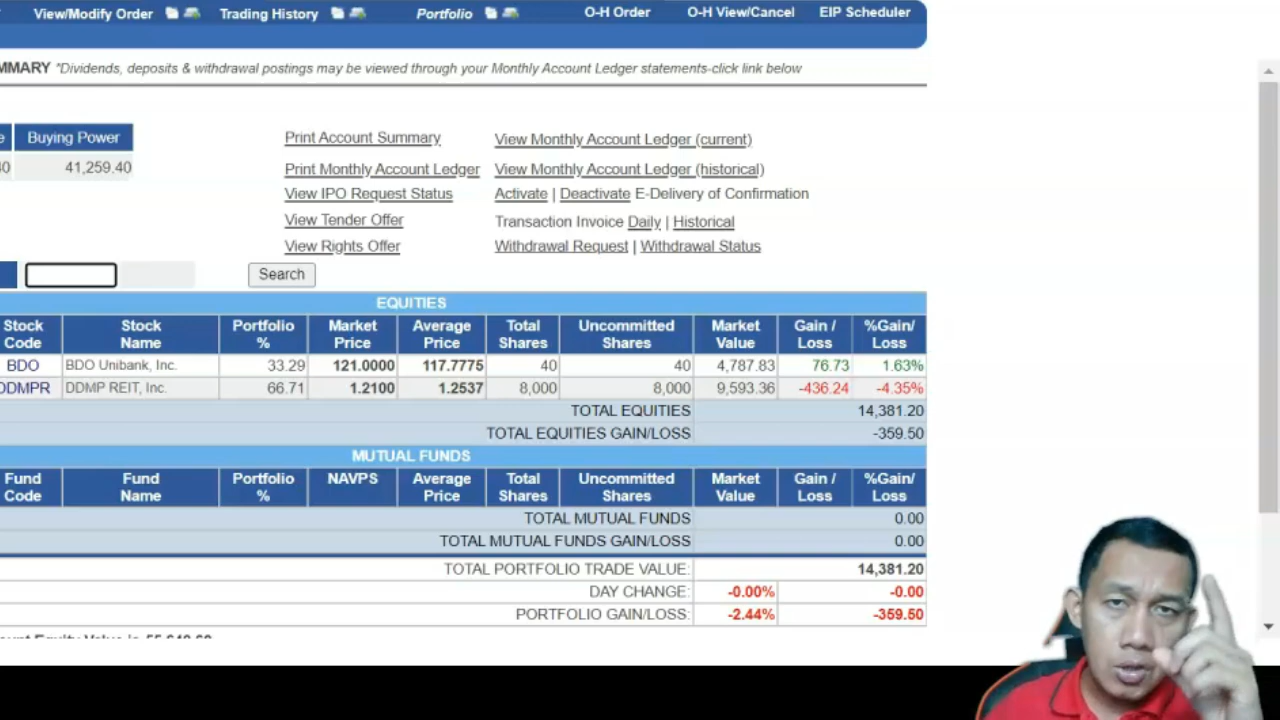 View/Modify Order Trading History Portfolio O-H Order O-H View/Cancel EIP Scheduler
MMARY *Dividends, deposits & withdrawal postings may be viewed through your Monthly Account Ledger statements-click link below
e Buying Power
40 41,259.40
Print Account Summary View Monthly Account Ledger (current)
Print Monthly Account Ledger View Monthly Account Ledger (historical)
View IPO Request Status Activate | Deactivate E-Delivery of Confirmation
View Tender Offer Transaction Invoice Daily | Historical
View Rights Offer Withdrawal Request | Withdrawal Status
Search
EQUITIES
Stock Code Stock Name Portfolio % Market Price Average Price Total Shares Uncommitted Shares Market Value Gain / Loss %Gain/ Loss
BDO BDO Unibank, Inc. 33.29 121.0000 117.7775 40 40 4,787.83 76.73 1.63%
DDMPR DDMP REIT, Inc. 66.71 1.2100 1.2537 8,000 8,000 9,593.36 -436.24 -4.35%
TOTAL EQUITIES 14,381.20
TOTAL EQUITIES GAIN/LOSS -359.50
MUTUAL FUNDS
Fund Code Fund Name Portfolio % NAVPS Average Price Total Shares Uncommitted Shares Market Value Gain / Loss %Gain/ Loss
TOTAL MUTUAL FUNDS 0.00
TOTAL MUTUAL FUNDS GAIN/LOSS 0.00
TOTAL PORTFOLIO TRADE VALUE: 14,381.20
DAY CHANGE: -0.00% -0.00
PORTFOLIO GAIN/LOSS: -2.44% -359.50